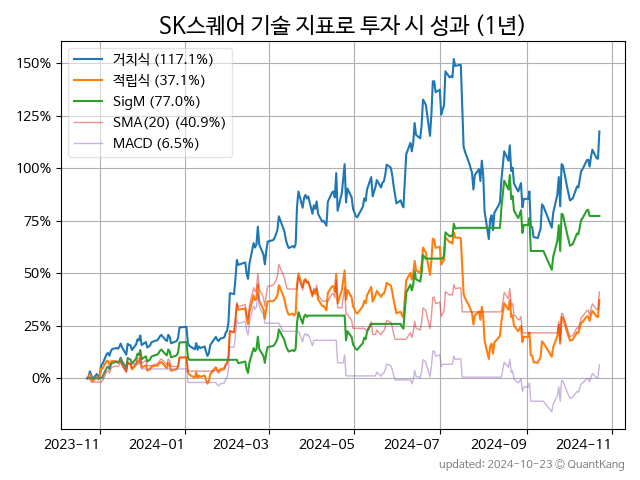 SK스퀘어 기술 지표로 투자 시 성과 (1년)
150%
125%
100%
75%
50%
25%
0%
거치식 (117.1%)
적립식 (37.1%)
SigM (77.0%)
SMA(20) (40.9%)
MACD (6.5%)
2023-11 2024-01 2024-03 2024-05 2024-07 2024-09 2024-11
updated: 2024-10-23 © QuantKang